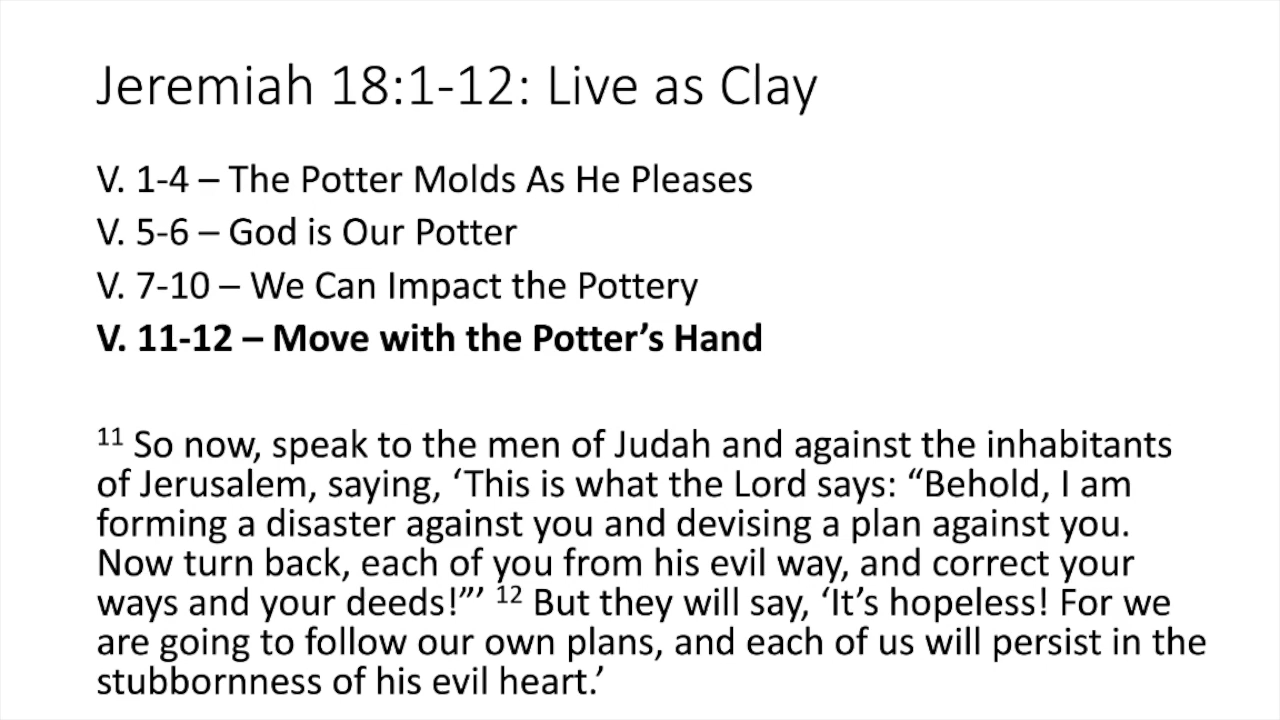 Jeremiah 18:1-12: Live as Clay
V. 1-4 – The Potter Molds As He Pleases
V. 5-6 – God is Our Potter
V. 7-10 – We Can Impact the Pottery
V. 11-12 – Move with the Potter’s Hand
11 So now, speak to the men of Judah and against the inhabitants
of Jerusalem, saying, ‘This is what the Lord says: “Behold, I am
forming a disaster against you and devising a plan against you.
Now turn back, each of you from his evil way, and correct your
ways and your deeds!”’ 12 But they will say, ‘It’s hopeless! For we
are going to follow our own plans, and each of us will persist in the
stubbornness of his evil heart.’